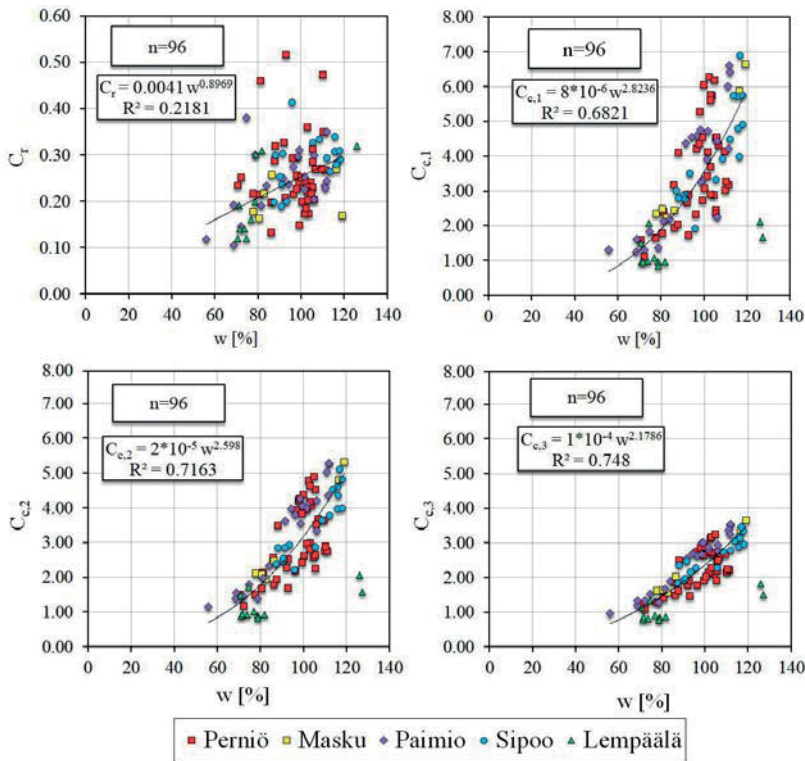 n=96
Cᵣ = 0.0041 w^0.8969
R² = 0.2181
0.60
0.50
0.40
0.30
0.20
0.10
0.00
Cᵣ
0 20 40 60 80 100 120 140
w [%]
n=96
C_c,1 = 8*10⁻⁶ w^2.8236
R² = 0.6821
8.00
7.00
6.00
5.00
4.00
3.00
2.00
1.00
0.00
C_c,1
0 20 40 60 80 100 120 140
w [%]
n=96
C_c,2 = 2*10⁻⁵ w^2.598
R² = 0.7163
8.00
7.00
6.00
5.00
4.00
3.00
2.00
1.00
0.00
C_c,2
0 20 40 60 80 100 120 140
w [%]
n=96
C_c,3 = 1*10⁻⁴ w^2.1786
R² = 0.748
8.00
7.00
6.00
5.00
4.00
3.00
2.00
1.00
0.00
C_c,3
0 20 40 60 80 100 120 140
w [%]
Perniö Masku Paimio Sipoo Lempäälä